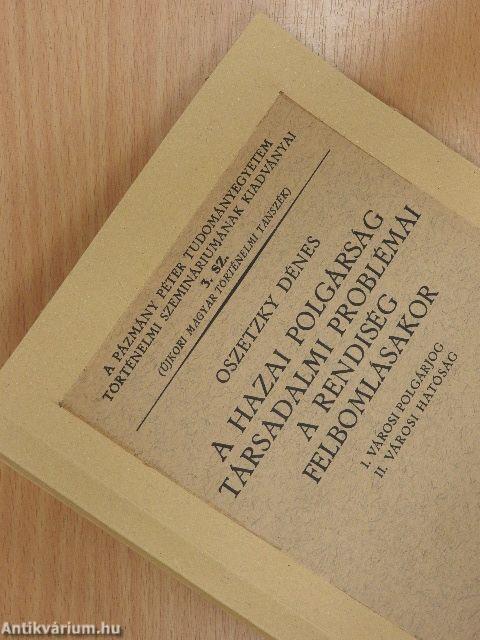 A PÁZMÁNY PÉTER TUDOMÁNYEGYETEM
TÖRTÉNELMI SZEMINÁRIUMÁNAK KIADVÁNYAI
3. SZ.
(ÚJKORI MAGYAR TÖRTÉNELMI TANSZÉK)
OSZETZKY DÉNES
A HAZAI POLGÁRSÁG
TÁRSADALMI PROBLÉMÁI
A RENDISÉG
FELBOMLÁSAKOR
I. VÁROSI POLGÁRJOG
II. VÁROSI HATÓSÁG
Antikvárium.hu